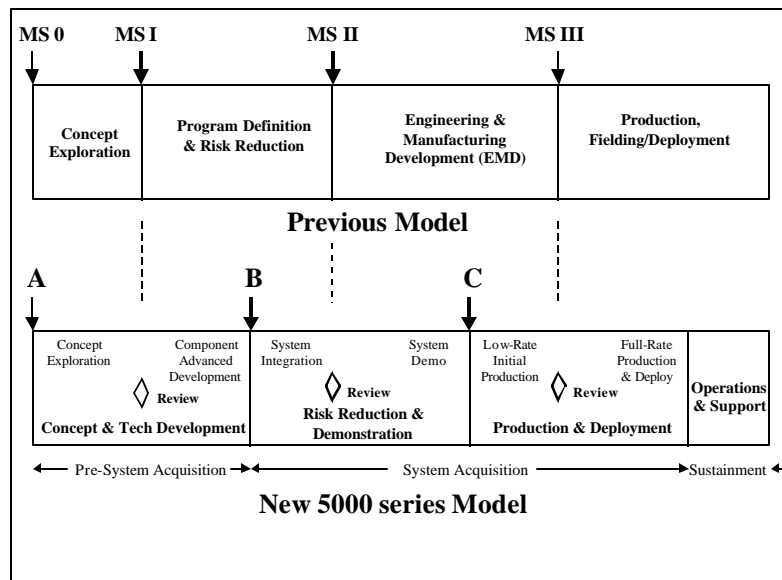 MS 0
MS I
MS II
MS III
Concept
Exploration
Program Definition
& Risk Reduction
Engineering &
Manufacturing
Development (EMD)
Production,
Fielding/Deployment
Previous Model
A
B
C
Concept
Exploration
Component
Advanced
Development
Review
Concept & Tech Development
System
Integration
System
Demo
Review
Risk Reduction &
Demonstration
Low-Rate
Initial
Production
Full-Rate
Production
& Deploy
Review
Production & Deployment
Operations
& Support
Pre-System Acquisition
System Acquisition
Sustainment
New 5000 series Model